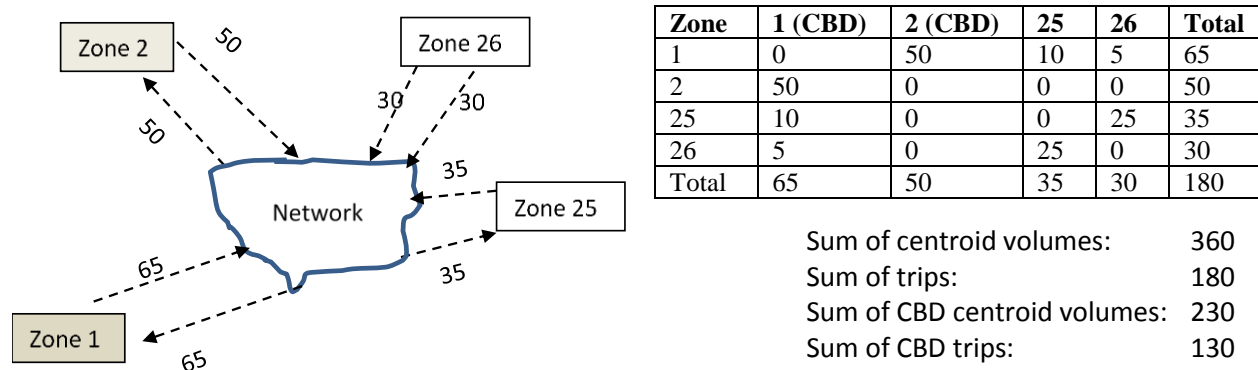 Zone 2
50
Zone 26
50
30
30
35
Network
Zone 25
65
35
Zone 1
65
Zone 1 (CBD) 2 (CBD) 25 26 Total
1 0 50 10 5 65
2 50 0 0 0 50
25 10 0 0 25 35
26 5 0 25 0 30
Total 65 50 35 30 180
Sum of centroid volumes: 360
Sum of trips: 180
Sum of CBD centroid volumes: 230
Sum of CBD trips: 130